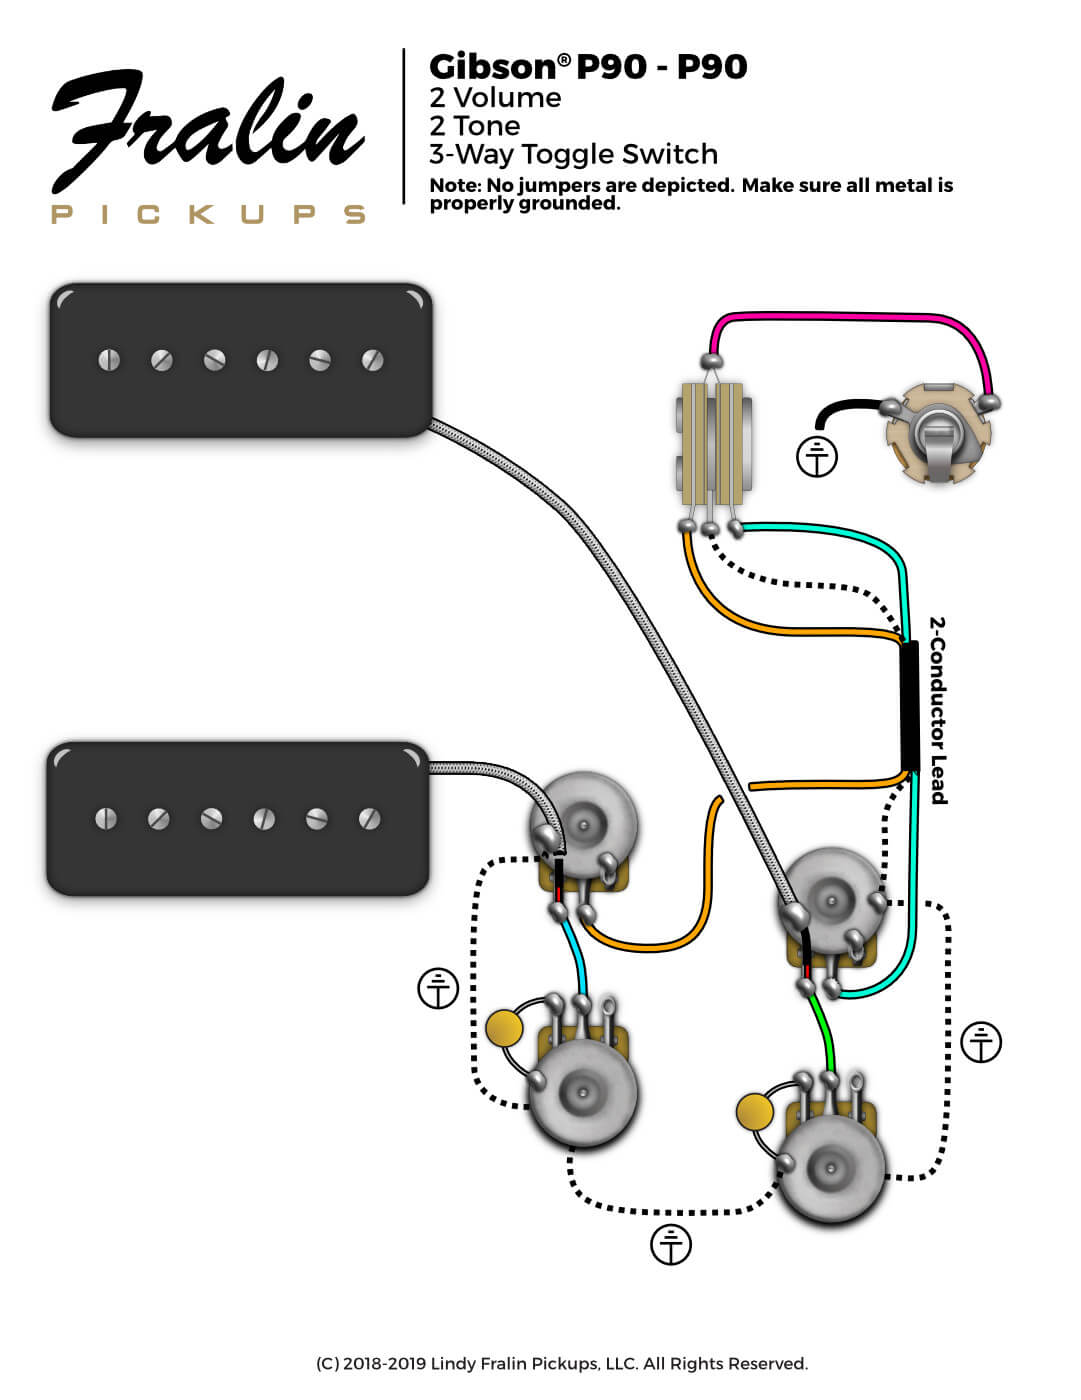 Fralin
PICKUPS
Gibson® P90 - P90
2 Volume
2 Tone
3-Way Toggle Switch
Note: No jumpers are depicted. Make sure all metal is
properly grounded.
2-Conductor Lead
(C) 2018-2019 Lindy Fralin Pickups, LLC. All Rights Reserved.